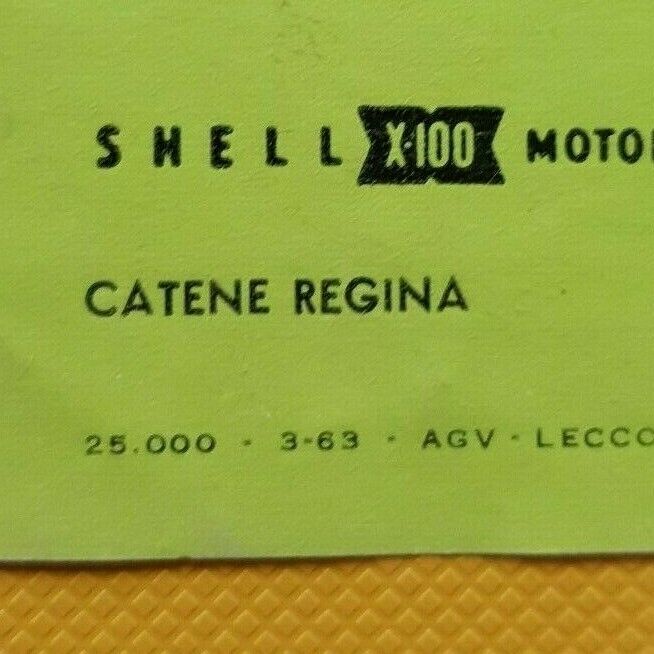 SHELL X-100 MOTO
CATENE REGINA
25.000 - 3-63 - AGV - LECCO